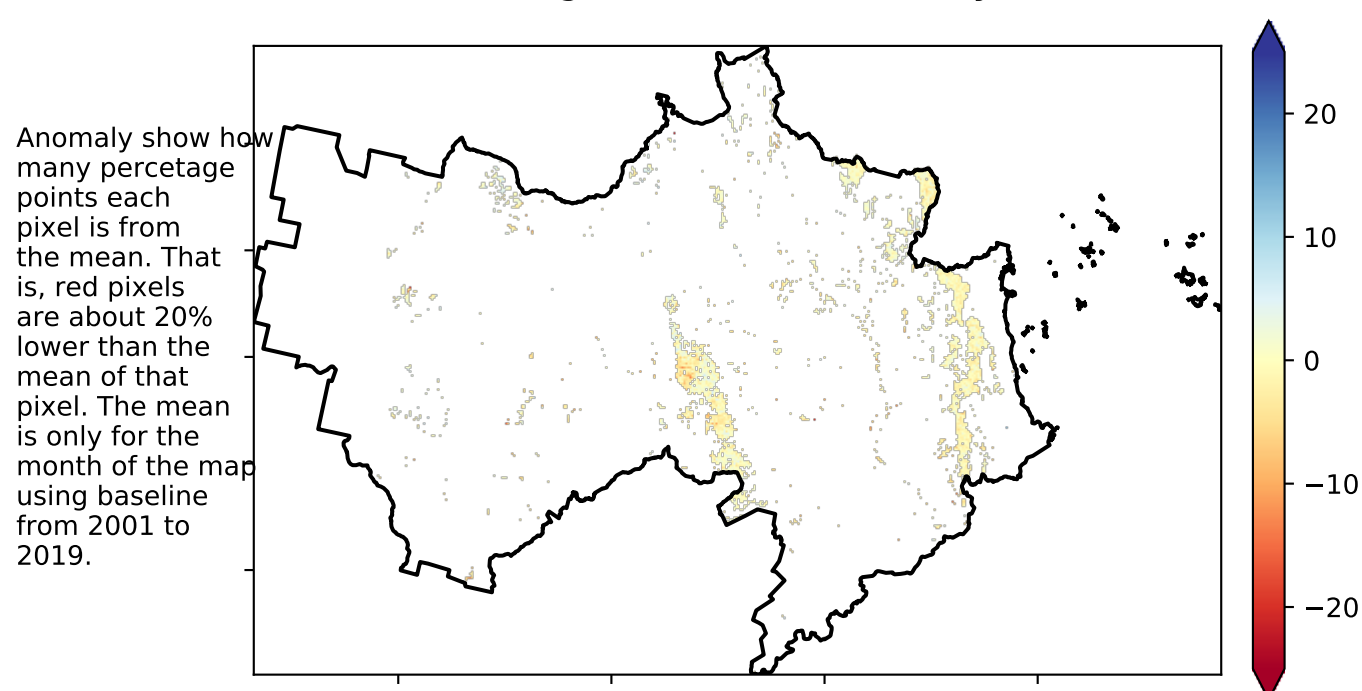 Anomaly show how
many percetage
points each
pixel is from
the mean. That
is, red pixels
are about 20%
lower than the
mean of that
pixel. The mean
is only for the
month of the map
using baseline
from 2001 to
2019.
20
10
0
−10
−20